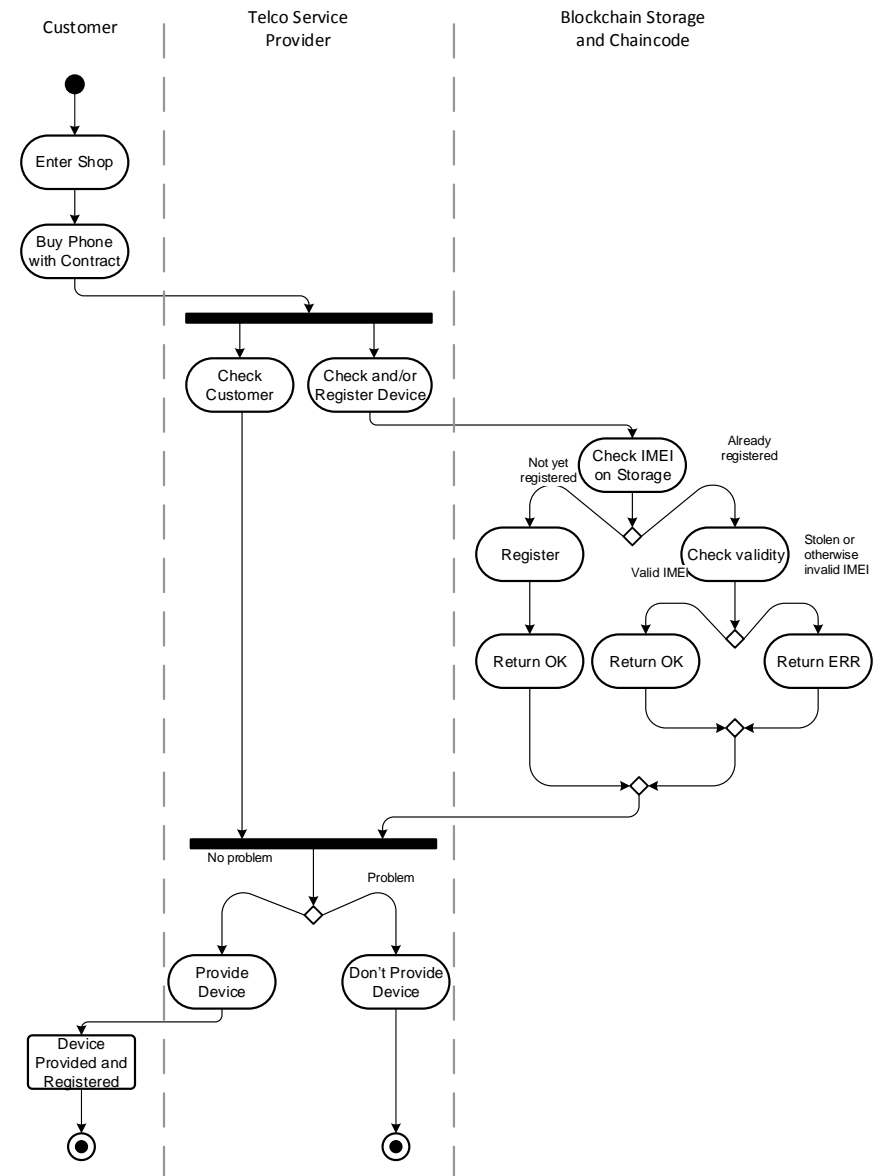 Customer
Telco Service
Provider
Blockchain Storage
and Chaincode
Enter Shop
Buy Phone
with Contract
Check
Customer
Check and/or
Register Device
Check IMEI
on Storage
Not yet
registered
Already
registered
Register
Check validity
Valid IMEI
Stolen or
otherwise
invalid IMEI
Return OK
Return OK
Return ERR
No problem
Problem
Provide
Device
Don't Provide
Device
Device
Provided and
Registered